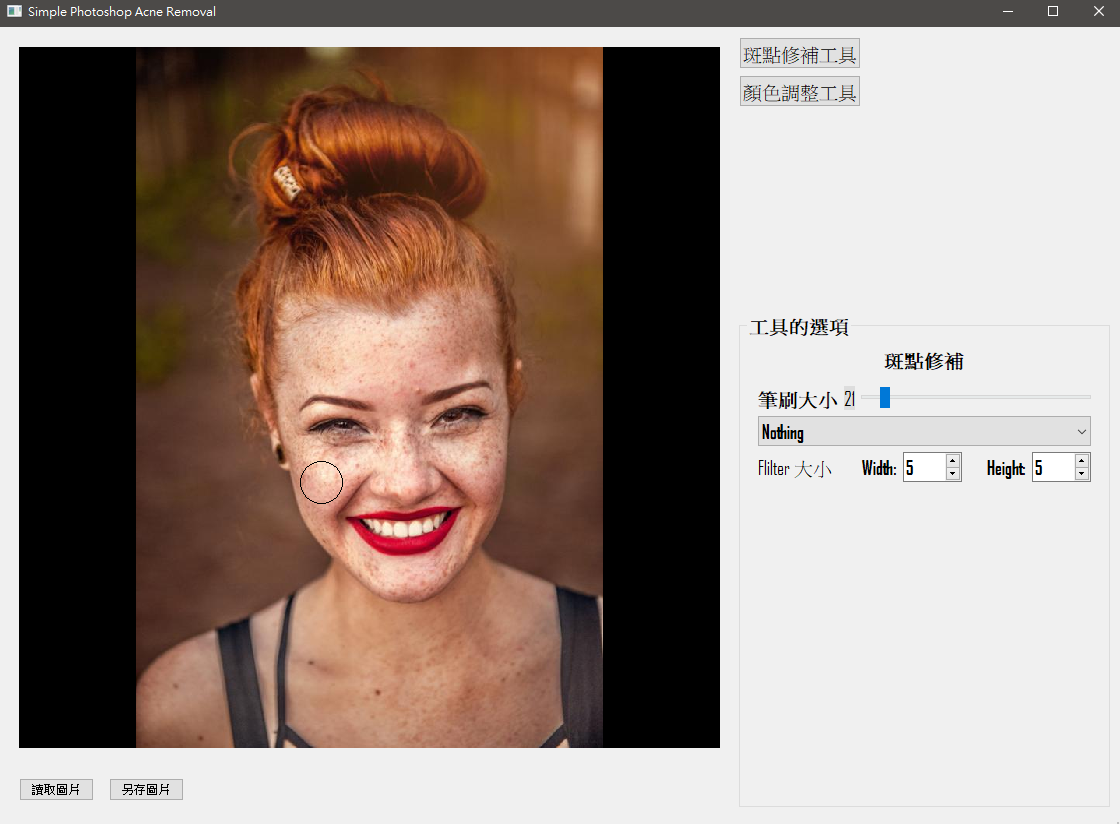 Simple Photoshop Acne Removal
斑點修補工具
顏色調整工具
工具的選項
斑點修補
筆刷大小 21
Nothing
Fliiter 大小 Width: 5 Height: 5
讀取圖片 另存圖片